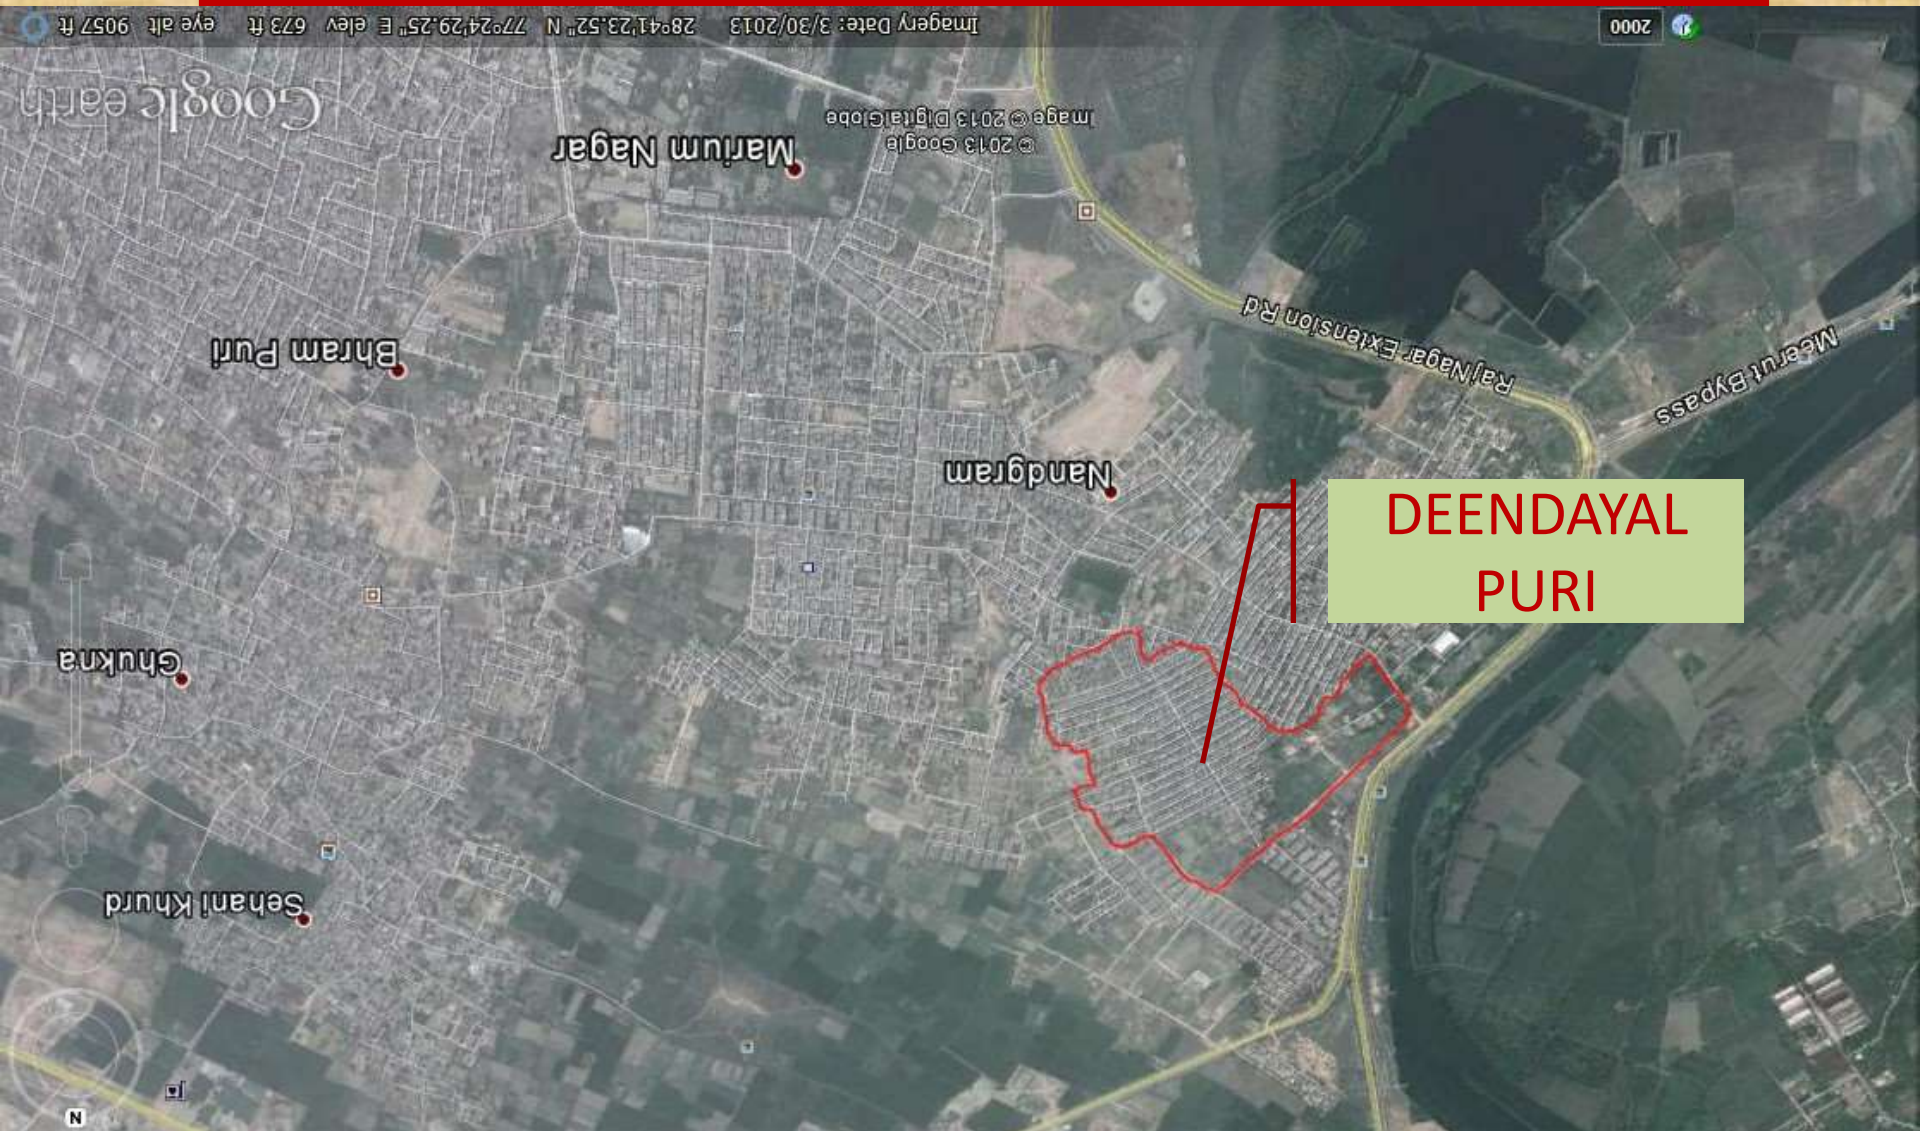 Imagery Date: 3/30/2013 28°41'23.52" N 77°24'29.25" E elev 673 ft eye alt 9057 ft
2000
Google earth
Image © 2013 DigitalGlobe
© 2013 Google
Marium Nagar
Raj Nagar Extension Rd
Bhram Puri
Meerut Bypass
Nandgram
DEENDAYAL
PURI
Ghukna
Sehani Khurd
N